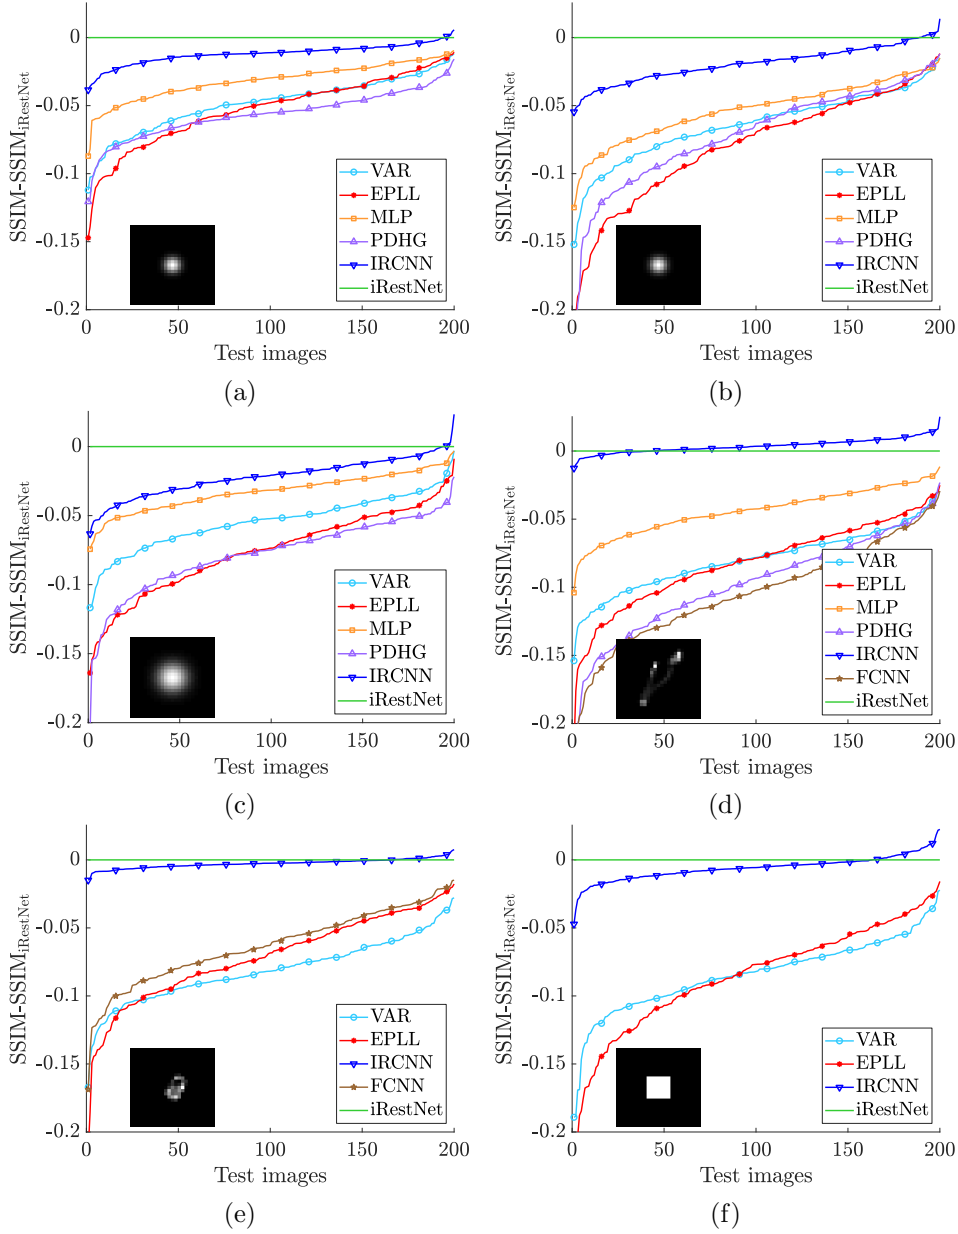 SSIM-SSIM_iRestNet
0
-0.05
-0.1
-0.15
-0.2
VAR
EPLL
MLP
PDHG
IRCNN
iRestNet
0 50 100 150 200
Test images
(a)
SSIM-SSIM_iRestNet
0
-0.05
-0.1
-0.15
-0.2
VAR
EPLL
MLP
PDHG
IRCNN
iRestNet
0 50 100 150 200
Test images
(b)
SSIM-SSIM_iRestNet
0
-0.05
-0.1
-0.15
-0.2
VAR
EPLL
MLP
PDHG
IRCNN
iRestNet
0 50 100 150 200
Test images
(c)
SSIM-SSIM_iRestNet
0
-0.05
-0.1
-0.15
-0.2
VAR
EPLL
MLP
PDHG
IRCNN
FCNN
iRestNet
0 50 100 150 200
Test images
(d)
SSIM-SSIM_iRestNet
0
-0.05
-0.1
-0.15
-0.2
VAR
EPLL
IRCNN
FCNN
iRestNet
0 50 100 150 200
Test images
(e)
SSIM-SSIM_iRestNet
0
-0.05
-0.1
-0.15
-0.2
VAR
EPLL
IRCNN
iRestNet
0 50 100 150 200
Test images
(f)